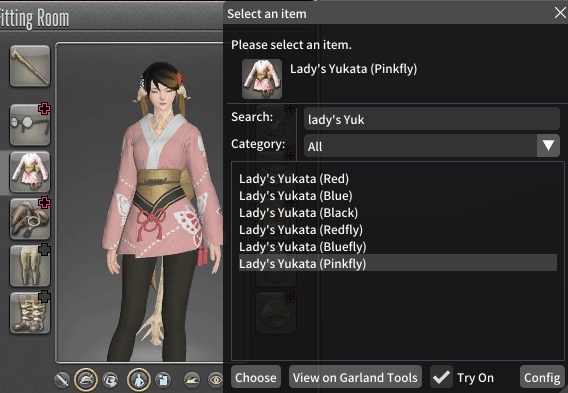 Fitting Room
Select an item
Please select an item.
Lady's Yukata (Pinkfly)
Search:
lady's Yuk
Category:
All
Lady's Yukata (Red)
Lady's Yukata (Blue)
Lady's Yukata (Black)
Lady's Yukata (Redfly)
Lady's Yukata (Bluefly)
Lady's Yukata (Pinkfly)
Choose
View on Garland Tools
Try On
Config